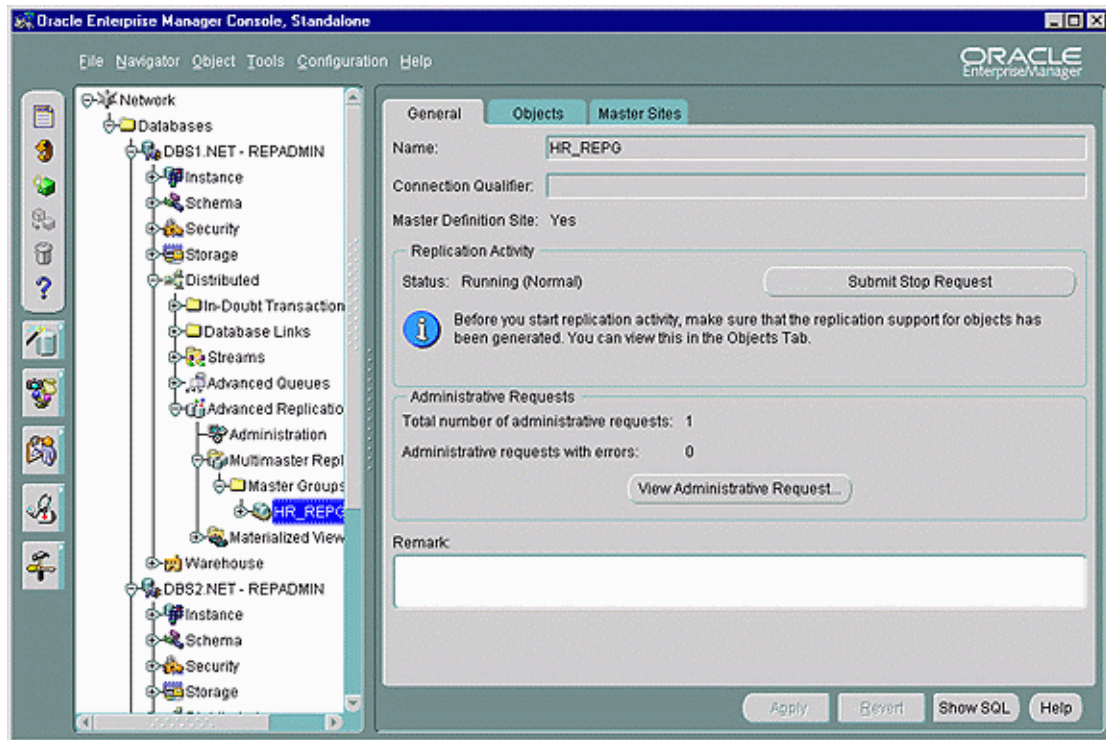 Oracle Enterprise Manager Console, Standalone
File Navigator Object Tools Configuration Help
ORACLE
EnterpriseManager
Network
Databases
DBS1.NET - REPADMIN
Instance
Schema
Security
Storage
Distributed
In-Doubt Transaction
Database Links
Streams
Advanced Queues
Advanced Replicatio
Administration
Multimaster Repl
Master Groups
HR_REPG
Materialized View
Warehouse
DBS2.NET - REPADMIN
Instance
Schema
Security
Storage
General Objects Master Sites
Name: HR_REPG
Connection Qualifier:
Master Definition Site: Yes
Replication Activity
Status: Running (Normal) Submit Stop Request
Before you start replication activity, make sure that the replication support for objects has
been generated. You can view this in the Objects Tab.
Administrative Requests
Total number of administrative requests: 1
Administrative requests with errors: 0
View Administrative Request...
Remark:
Apply Revert Show SQL Help